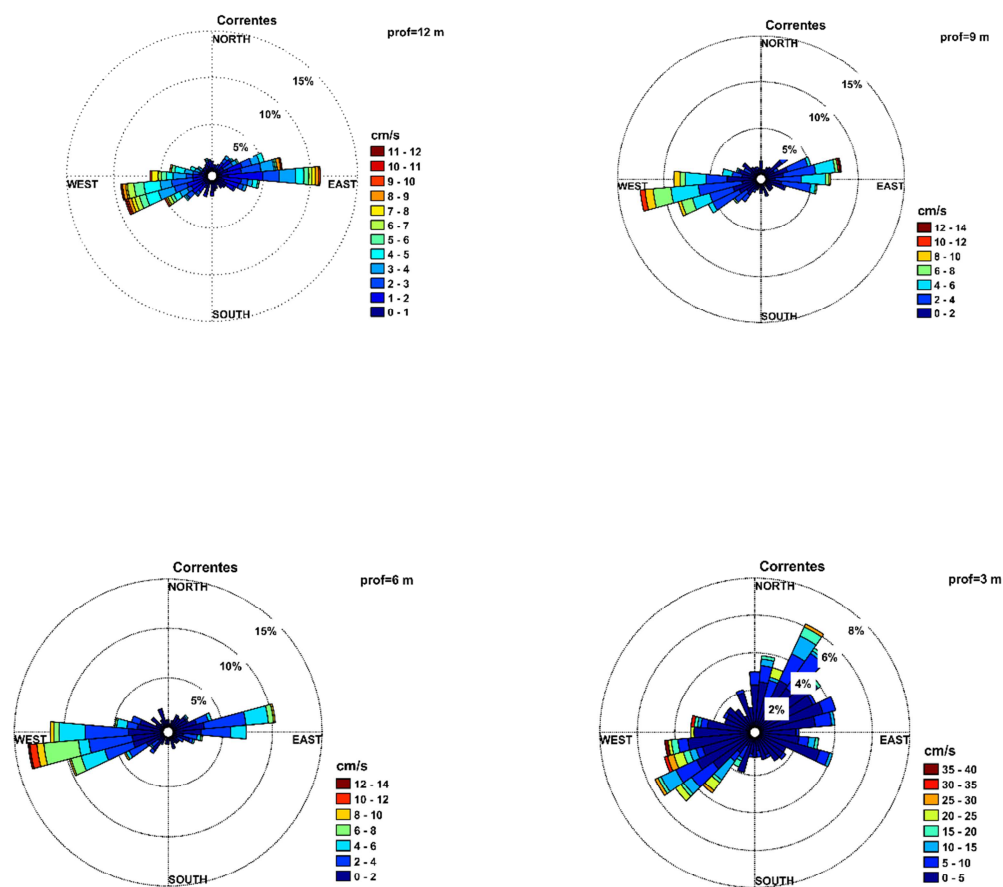 Correntes
prof=12 m
NORTH
15%
10%
5%
WEST
EAST
SOUTH
cm/s
11 - 12
10 - 11
9 - 10
8 - 9
7 - 8
6 - 7
5 - 6
4 - 5
3 - 4
2 - 3
1 - 2
0 - 1
Correntes
prof=9 m
NORTH
15%
10%
5%
WEST
EAST
SOUTH
cm/s
12 - 14
10 - 12
8 - 10
6 - 8
4 - 6
2 - 4
0 - 2
Correntes
prof=6 m
NORTH
15%
10%
5%
WEST
EAST
SOUTH
cm/s
12 - 14
10 - 12
8 - 10
6 - 8
4 - 6
2 - 4
0 - 2
Correntes
prof=3 m
NORTH
8%
6%
4%
2%
WEST
EAST
SOUTH
cm/s
35 - 40
30 - 35
25 - 30
20 - 25
15 - 20
10 - 15
5 - 10
0 - 5